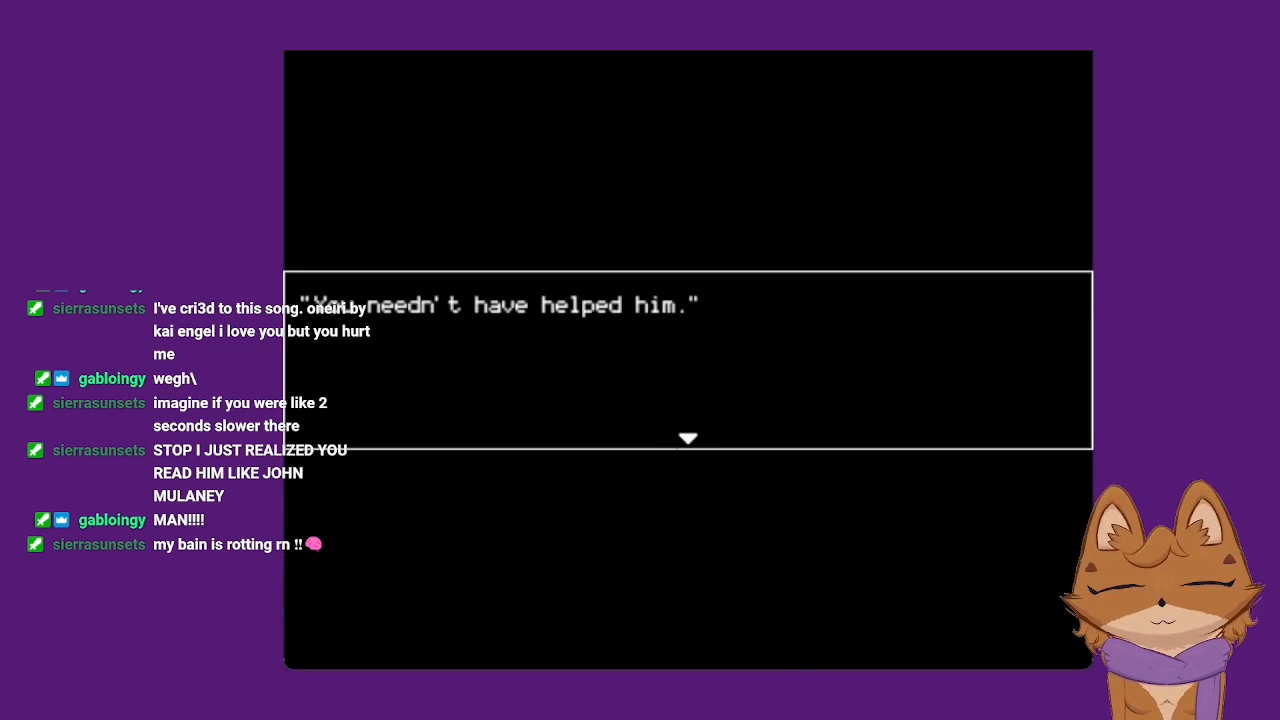 "You needn't have helped him."
sierrasunsets I've cri3d to this song. oneiri by
kai engel i love you but you hurt
me
gabloingy wegh\
sierrasunsets imagine if you were like 2
seconds slower there
sierrasunsets STOP I JUST REALIZED YOU
READ HIM LIKE JOHN
MULANEY
gabloingy MAN!!!!
sierrasunsets my bain is rotting rn !!🧠